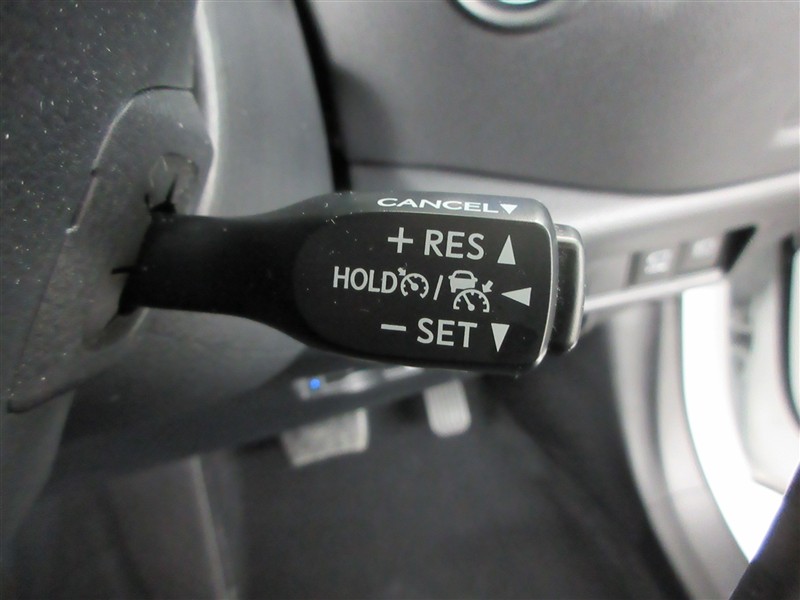 CANCEL▼
+ RES ▲
HOLD / ◀
− SET ▼